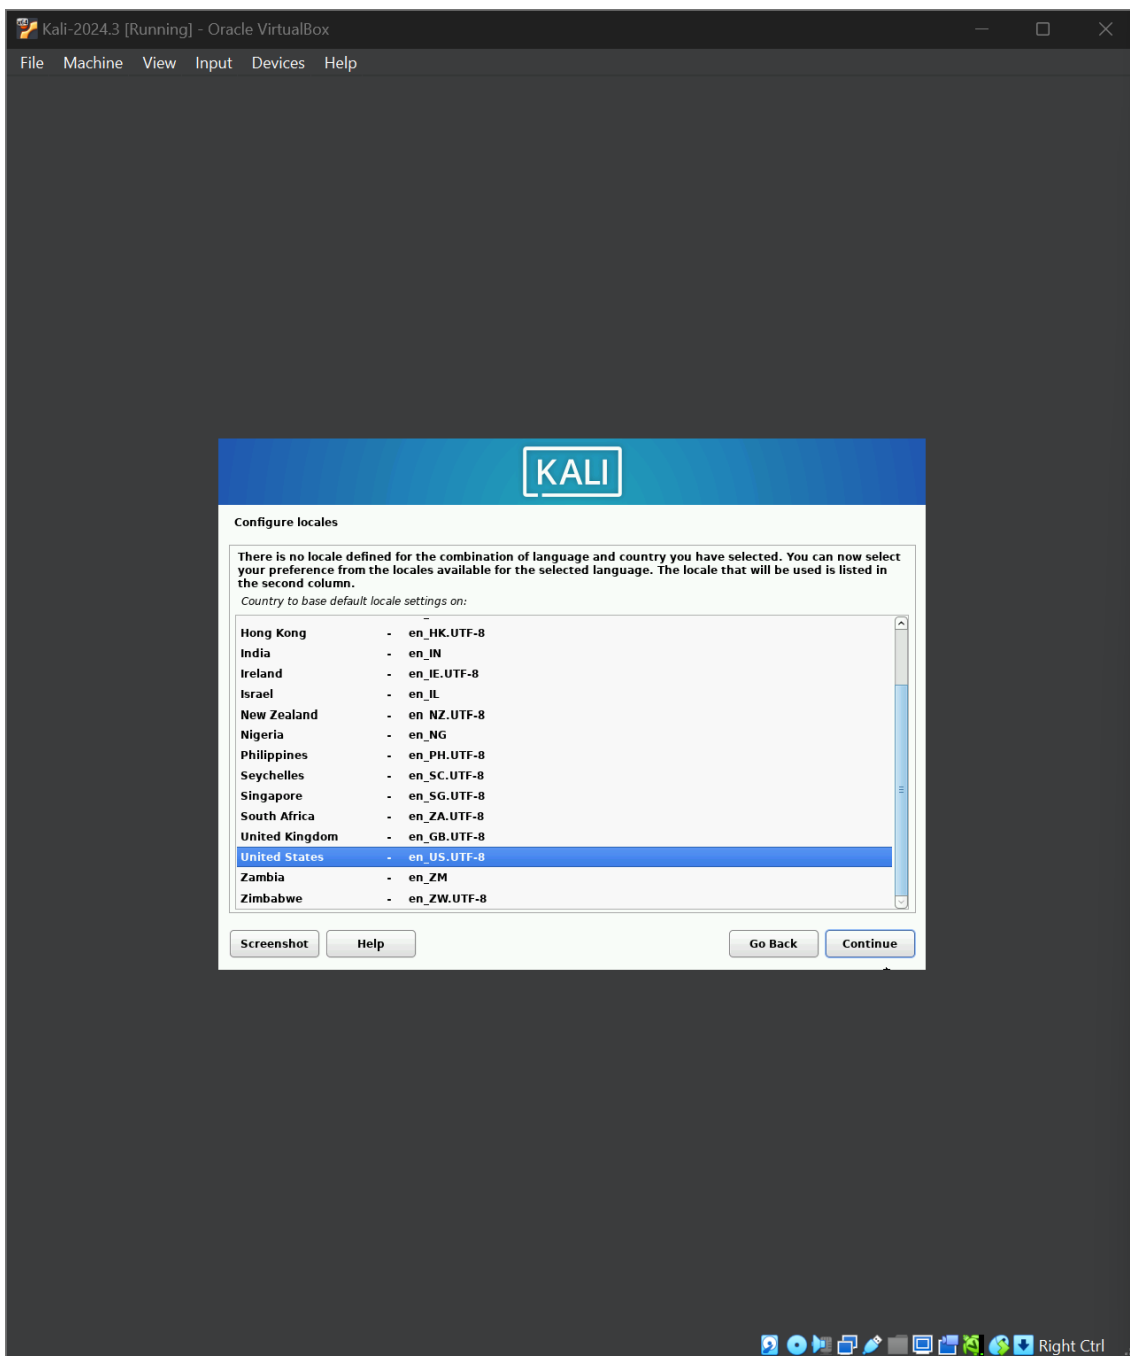 Kali-2024.3 [Running] - Oracle VirtualBox
File Machine View Input Devices Help
KALI
Configure locales
There is no locale defined for the combination of language and country you have selected. You can now select
your preference from the locales available for the selected language. The locale that will be used is listed in
the second column.
Country to base default locale settings on:
Hong Kong - en_HK.UTF-8
India - en_IN
Ireland - en_IE.UTF-8
Israel - en_IL
New Zealand - en_NZ.UTF-8
Nigeria - en_NG
Philippines - en_PH.UTF-8
Seychelles - en_SC.UTF-8
Singapore - en_SG.UTF-8
South Africa - en_ZA.UTF-8
United Kingdom - en_GB.UTF-8
United States - en_US.UTF-8
Zambia - en_ZM
Zimbabwe - en_ZW.UTF-8
Screenshot Help Go Back Continue
Right Ctrl